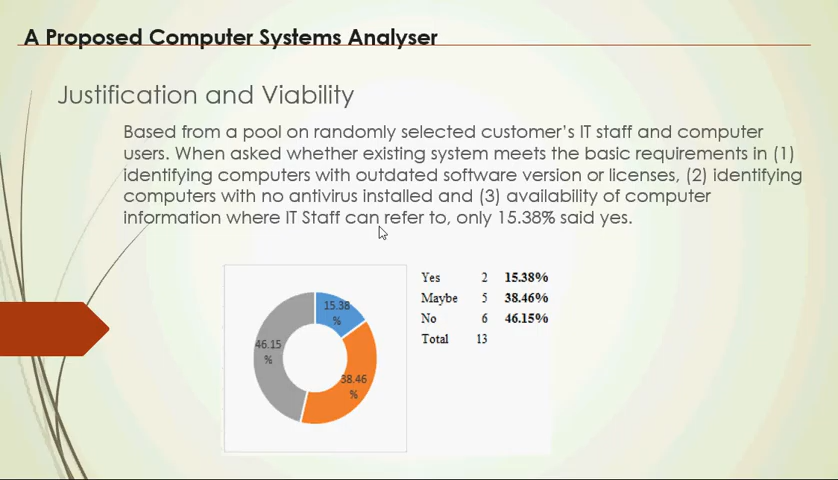 A Proposed Computer Systems Analyser
Justification and Viability
Based from a pool on randomly selected customer's IT staff and computer
users. When asked whether existing system meets the basic requirements in (1)
identifying computers with outdated software version or licenses, (2) identifying
computers with no antivirus installed and (3) availability of computer
information where IT Staff can refer to, only 15.38% said yes.
15.38
%
46.15
%
38.46
%
Yes 2 15.38%
Maybe 5 38.46%
No 6 46.15%
Total 13